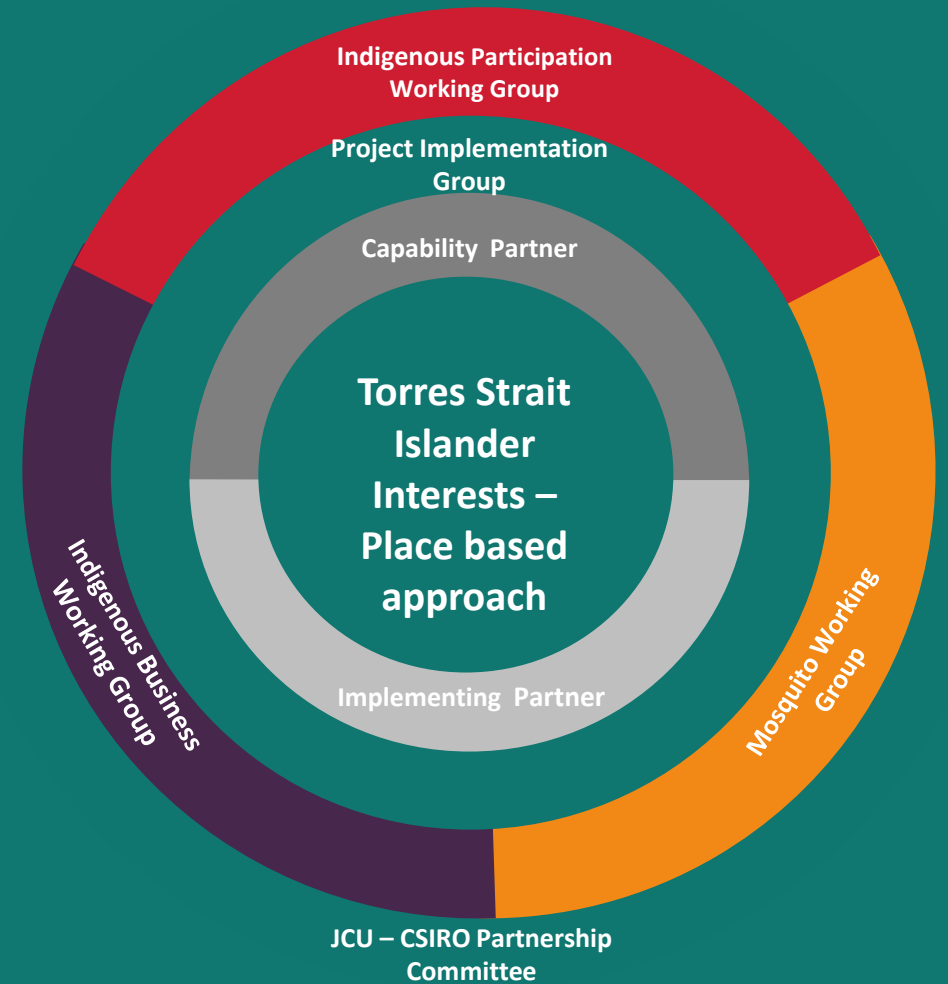 Indigenous Participation
Working Group
Project Implementation
Group
Capability Partner
Torres Strait
Islander
Interests –
Place based
approach
Implementing Partner
Indigenous Business
Working Group
Mosquito Working
Group
JCU – CSIRO Partnership
Committee